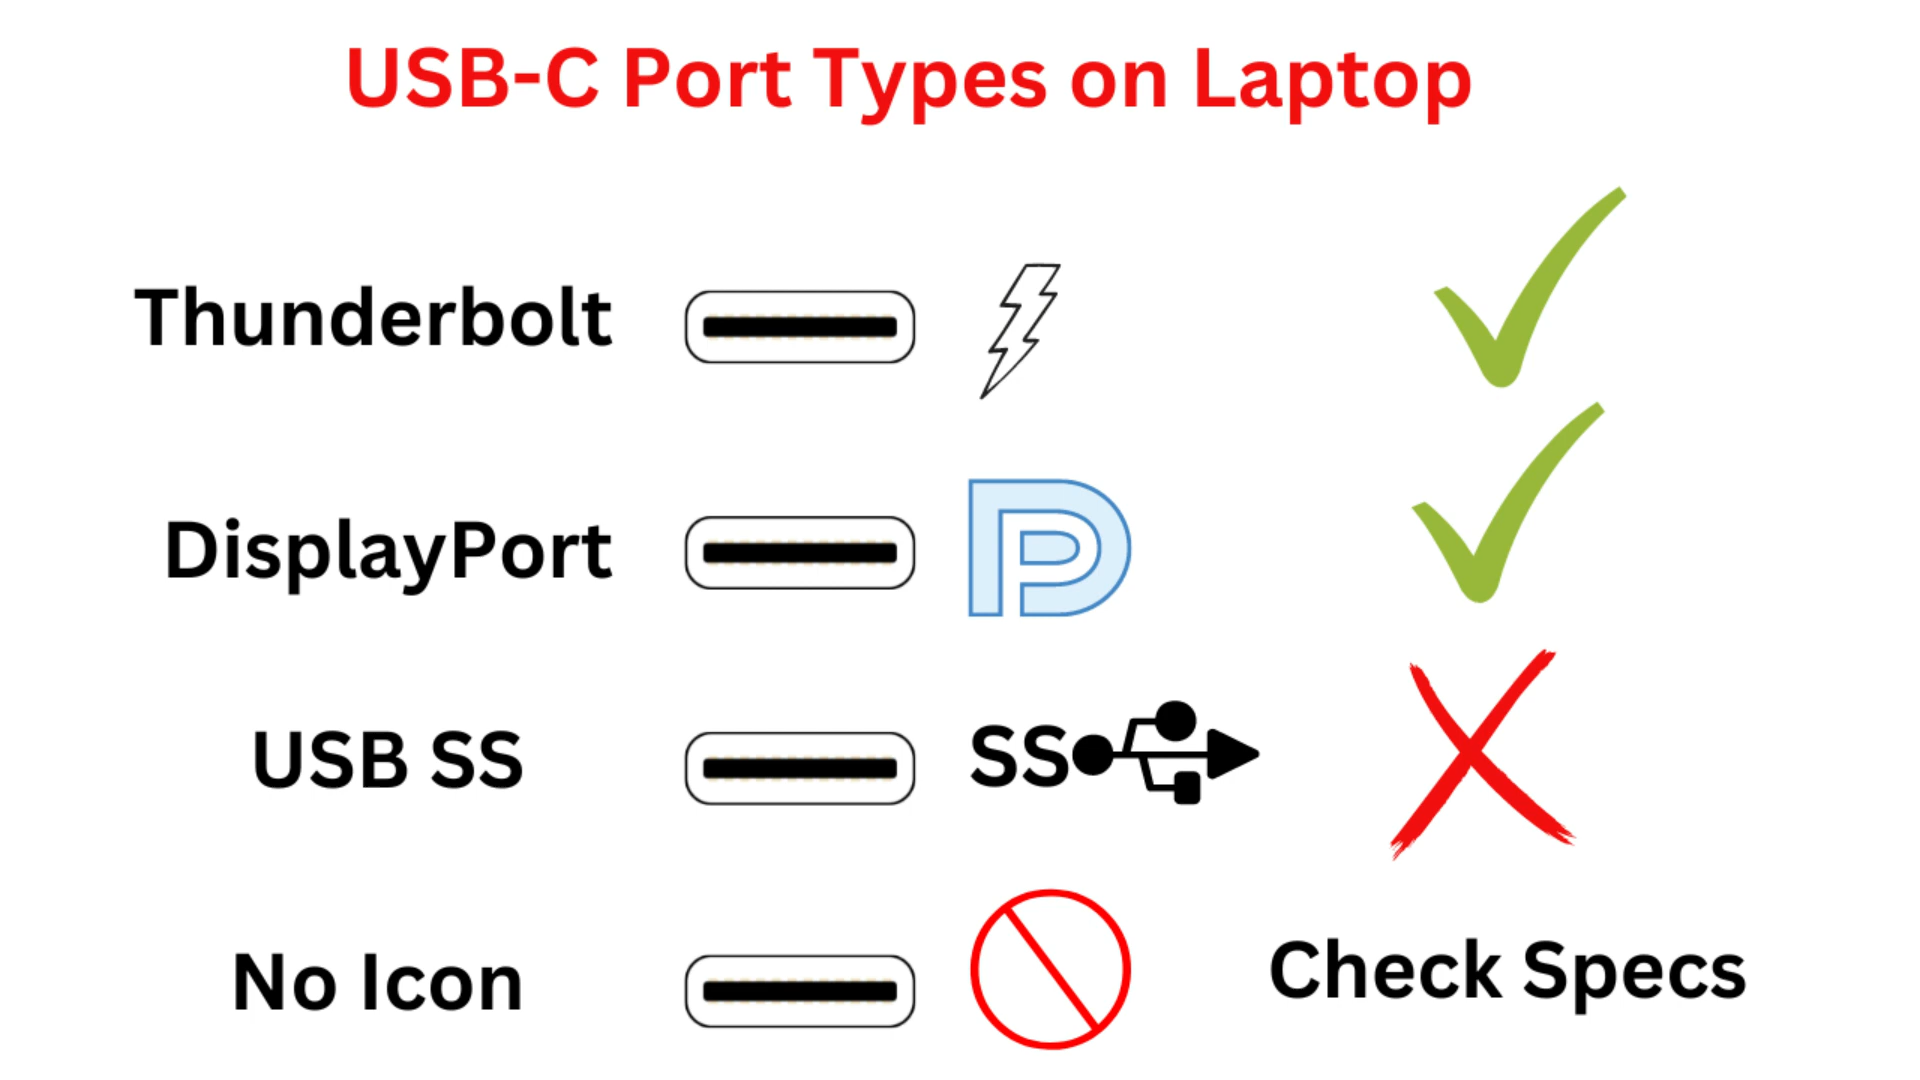 USB-C Port Types on Laptop
Thunderbolt
DisplayPort
USB SS
SS
No Icon
Check Specs